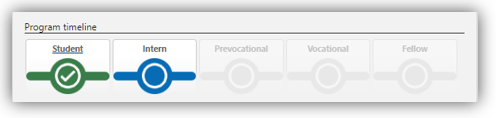 Program timeline
Student Intern Prevocational Vocational Fellow